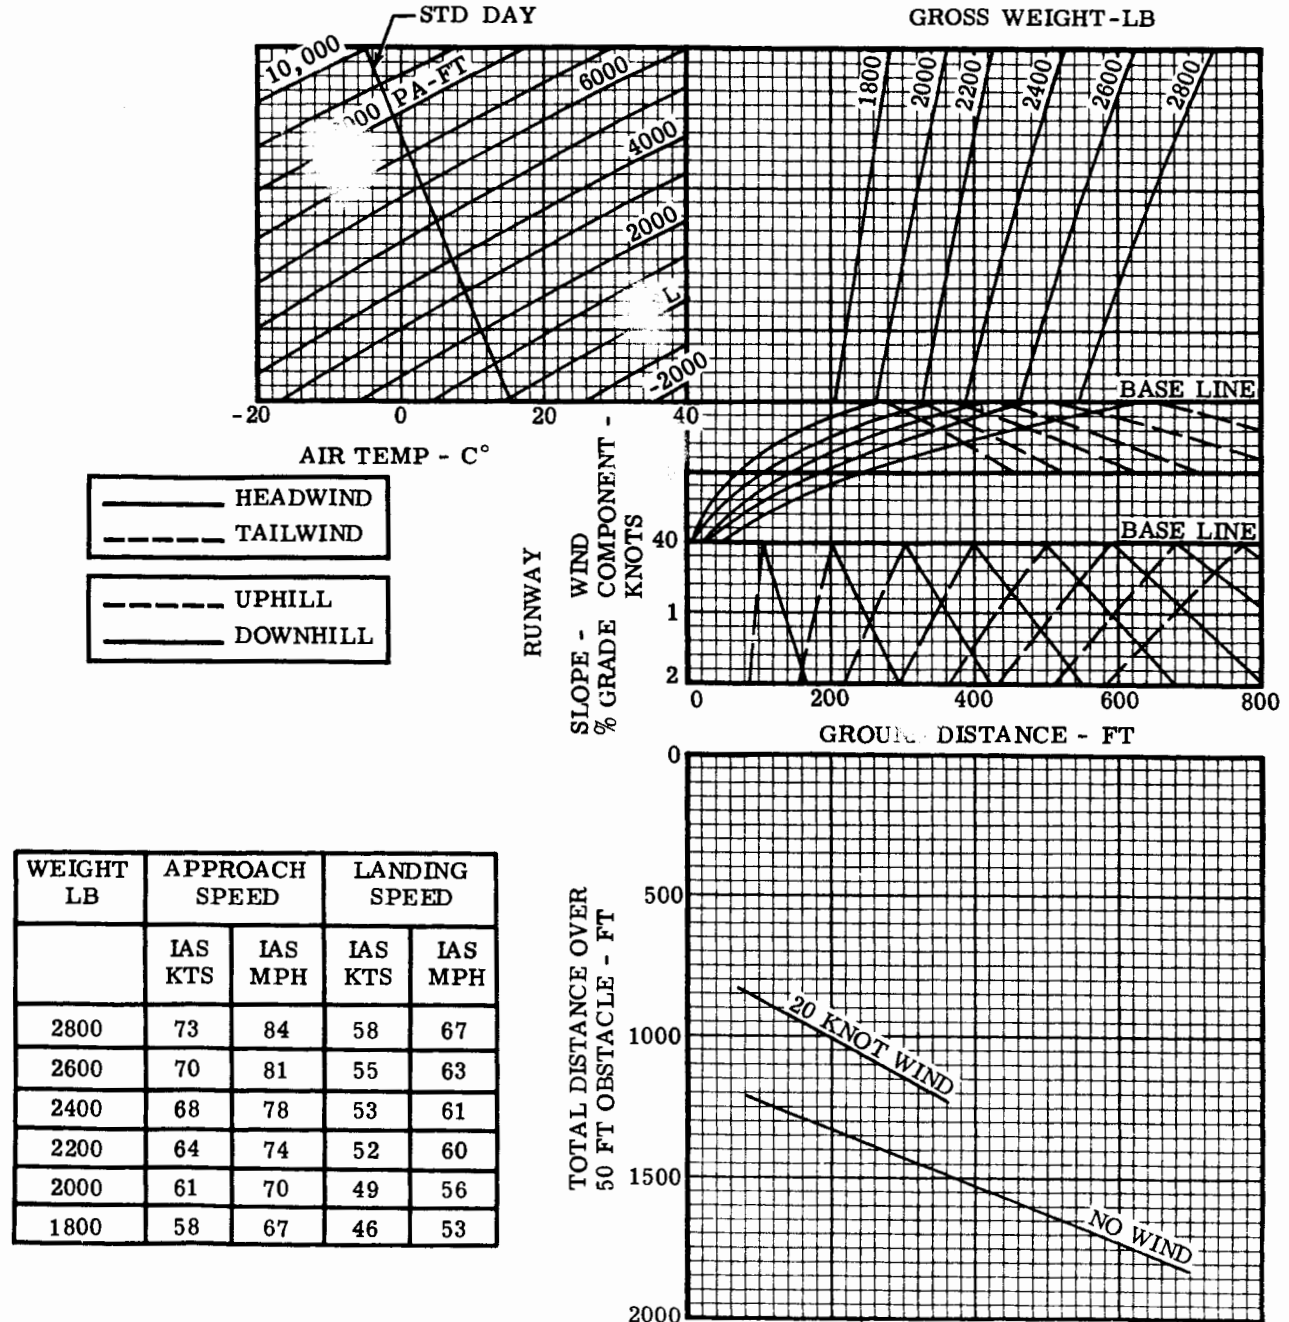 STD DAY
GROSS WEIGHT-LB
10,000
PA-FT
6000
4000
2000
-2000
1800
2000
2200
2400
2600
2800
BASE LINE
-20
0
20
40
AIR TEMP - C°
HEADWIND
TAILWIND
UPHILL
DOWNHILL
RUNWAY
SLOPE - WIND
% GRADE COMPONENT -
KNOTS
40
BASE LINE
1
2
0
200
400
600
800
DISTANCE - FT
0
500
1000
1500
2000
TOTAL DISTANCE OVER
50 FT OBSTACLE - FT
20 KNOT WIND
NO WIND
WEIGHT LB APPROACH SPEED LANDING SPEED
IAS KTS IAS MPH IAS KTS IAS MPH
2800 73 84 58 67
2600 70 81 55 63
2400 68 78 53 61
2200 64 74 52 60
2000 61 70 49 56
1800 58 67 46 53